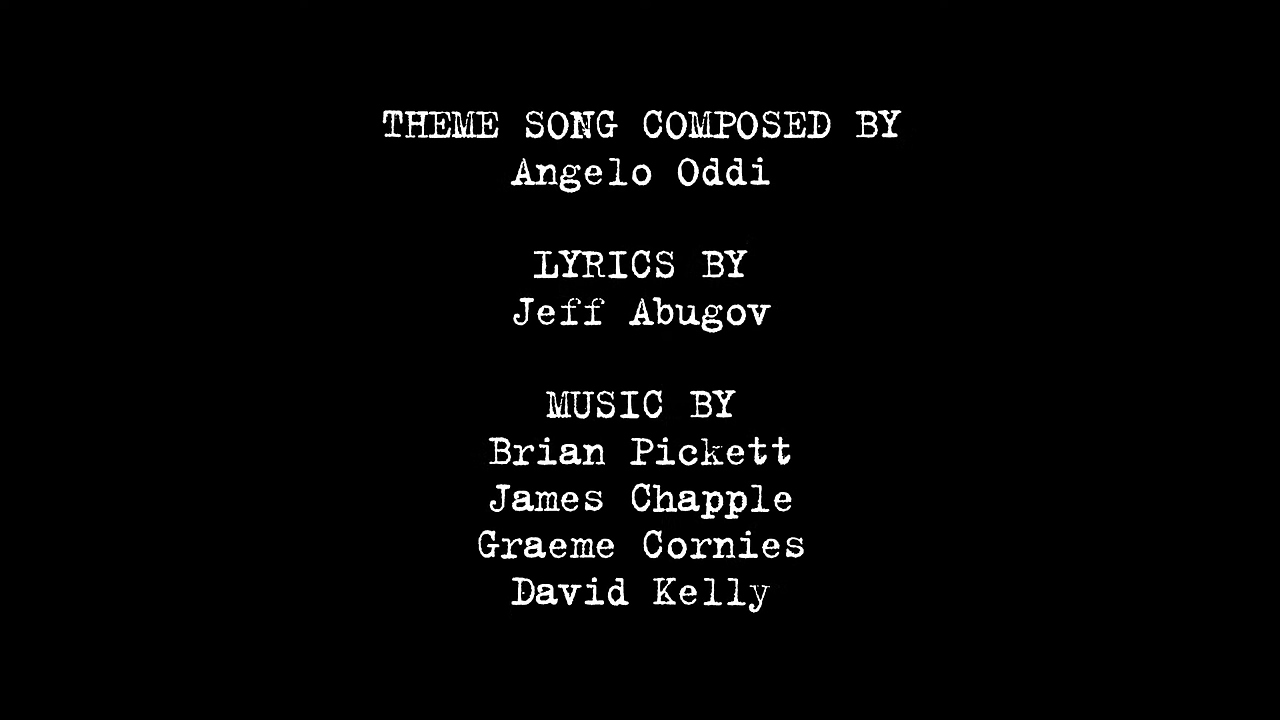 THEME SONG COMPOSED BY
Angelo Oddi
LYRICS BY
Jeff Abugov
MUSIC BY
Brian Pickett
James Chapple
Graeme Cornies
David Kelly